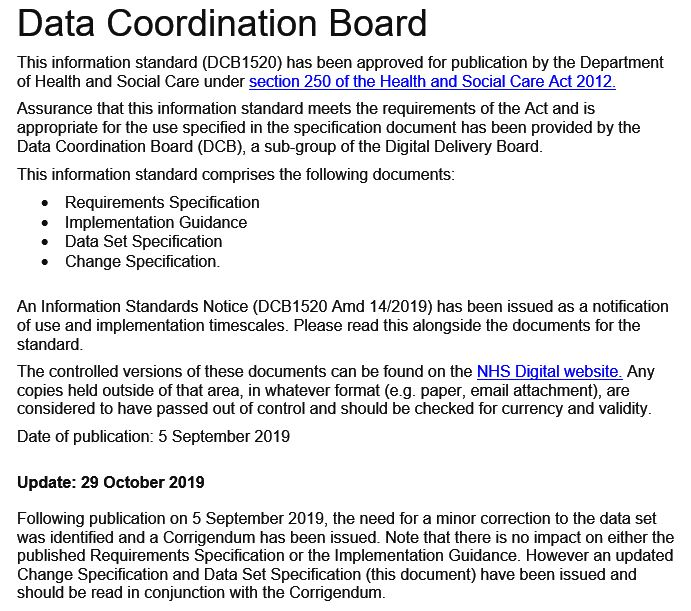 Data Coordination Board
This information standard (DCB1520) has been approved for publication by the Department
of Health and Social Care under section 250 of the Health and Social Care Act 2012.
Assurance that this information standard meets the requirements of the Act and is
appropriate for the use specified in the specification document has been provided by the
Data Coordination Board (DCB), a sub-group of the Digital Delivery Board.
This information standard comprises the following documents:
• Requirements Specification
• Implementation Guidance
• Data Set Specification
• Change Specification.
An Information Standards Notice (DCB1520 Amd 14/2019) has been issued as a notification
of use and implementation timescales. Please read this alongside the documents for the
standard.
The controlled versions of these documents can be found on the NHS Digital website. Any
copies held outside of that area, in whatever format (e.g. paper, email attachment), are
considered to have passed out of control and should be checked for currency and validity.
Date of publication: 5 September 2019
Update: 29 October 2019
Following publication on 5 September 2019, the need for a minor correction to the data set
was identified and a Corrigendum has been issued. Note that there is no impact on either the
published Requirements Specification or the Implementation Guidance. However an updated
Change Specification and Data Set Specification (this document) have been issued and
should be read in conjunction with the Corrigendum.